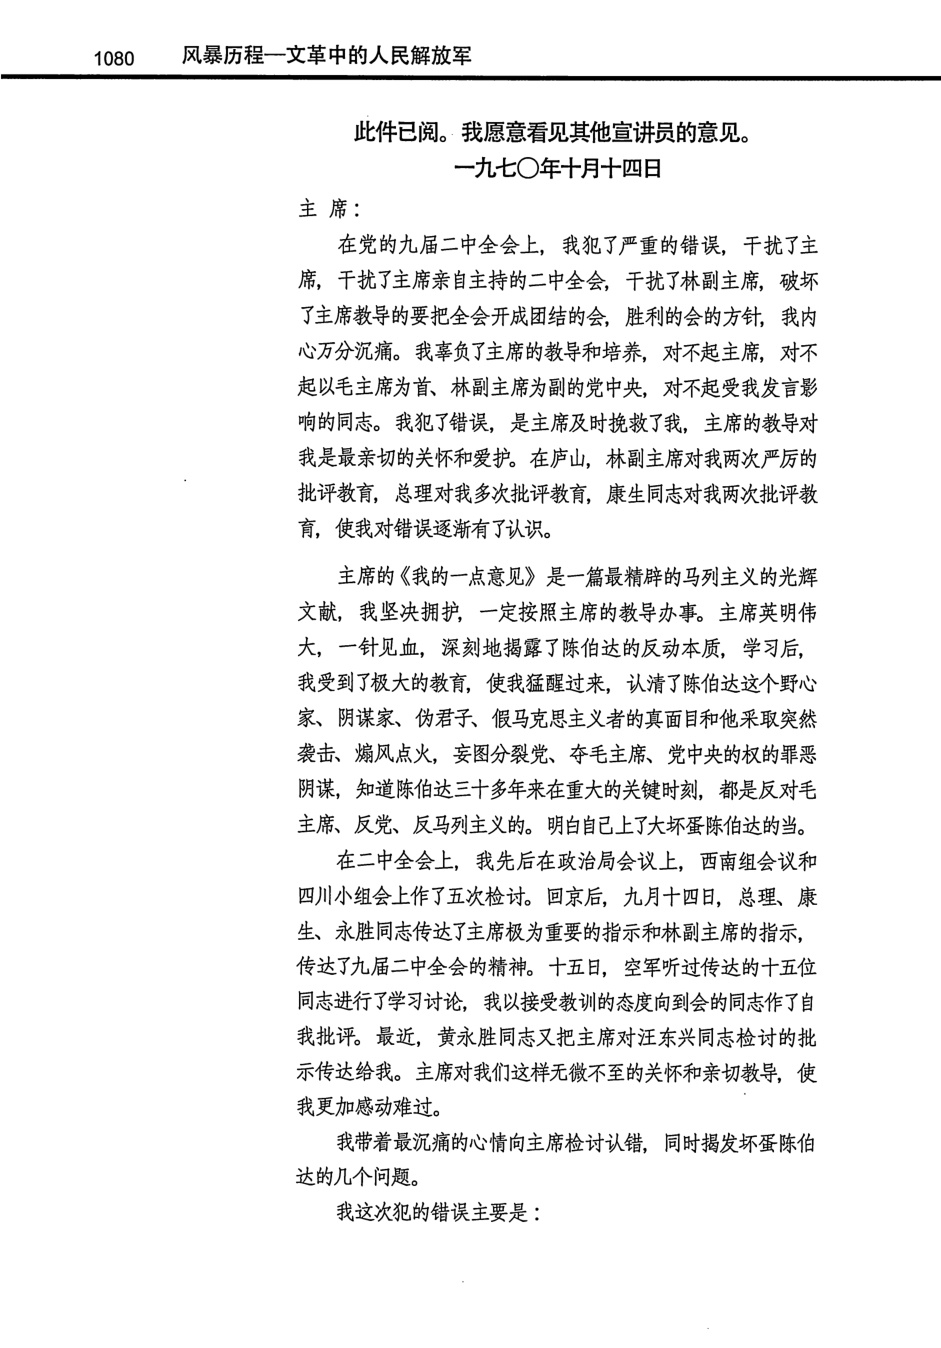 1080 风暴历程—文革中的人民解放军
此件已阅。我愿意看见其他宣讲员的意见。
一九七〇年十月十四日
主 席：
在党的九届二中全会上，我犯了严重的错误，干扰了主
席，干扰了主席亲自主持的二中全会，干扰了林副主席，破坏
了主席教导的要把全会开成团结的会，胜利的会的方针，我内
心万分沉痛。我辜负了主席的教导和培养，对不起主席，对不
起以毛主席为首、林副主席为副的党中央，对不起受我发言影
响的同志。我犯了错误，是主席及时挽救了我，主席的教导对
我是最亲切的关怀和爱护。在庐山，林副主席对我两次严厉的
批评教育，总理对我多次批评教育，康生同志对我两次批评教
育，使我对错误逐渐有了认识。
主席的《我的一点意见》是一篇最精辟的马列主义的光辉
文献，我坚决拥护，一定按照主席的教导办事。主席英明伟
大，一针见血，深刻地揭露了陈伯达的反动本质，学习后，
我受到了极大的教育，使我猛醒过来，认清了陈伯达这个野心
家、阴谋家、伪君子、假马克思主义者的真面目和他采取突然
袭击、煽风点火，妄图分裂党、夺毛主席、党中央的权的罪恶
阴谋，知道陈伯达三十多年来在重大的关键时刻，都是反对毛
主席、反党、反马列主义的。明白自己上了大坏蛋陈伯达的当。
在二中全会上，我先后在政治局会议上，西南组会议和
四川小组会上作了五次检讨。回京后，九月十四日，总理、康
生、永胜同志传达了主席极为重要的指示和林副主席的指示，
传达了九届二中全会的精神。十五日，空军听过传达的十五位
同志进行了学习讨论，我以接受教训的态度向到会的同志作了自
我批评。最近，黄永胜同志又把主席对汪东兴同志检讨的批
示传达给我。主席对我们这样无微不至的关怀和亲切教导，使
我更加感动难过。
我带着最沉痛的心情向主席检讨认错，同时揭发坏蛋陈伯
达的几个问题。
我这次犯的错误主要是：